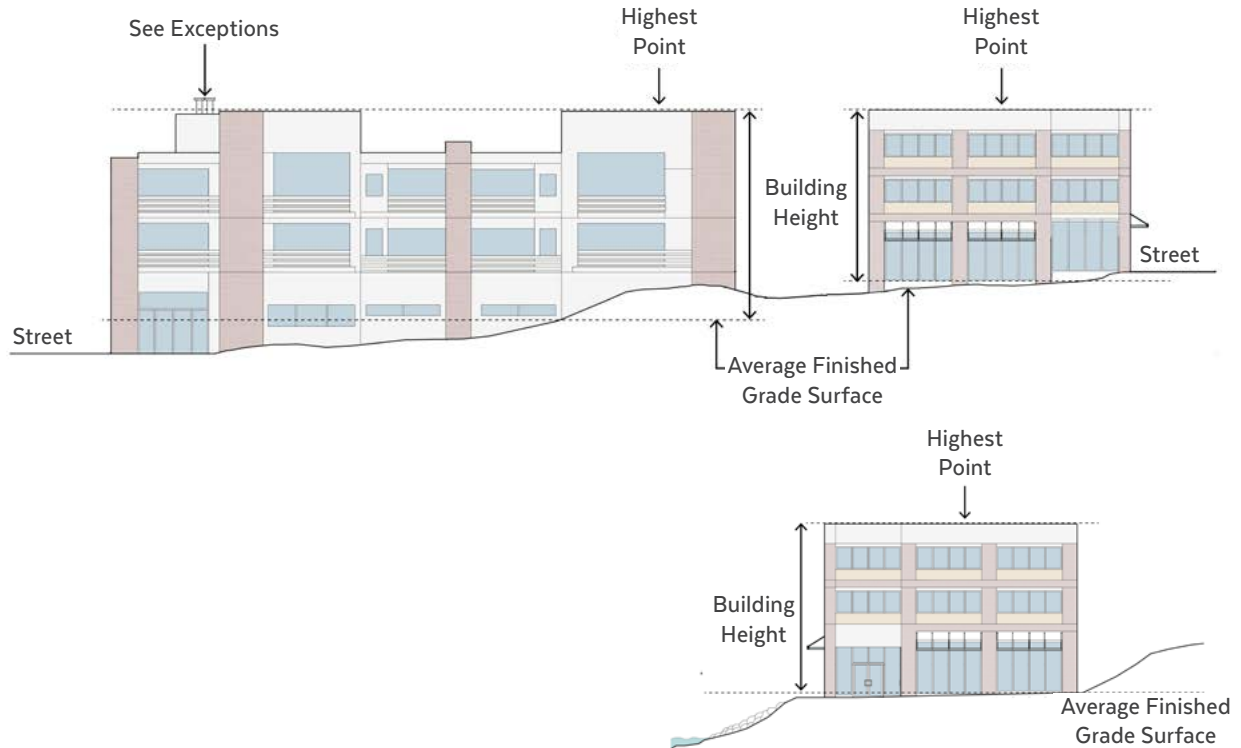 See Exceptions
Highest
Point
Highest
Point
Building
Height
Street
Street
Average Finished
Grade Surface
Highest
Point
Building
Height
Average Finished
Grade Surface